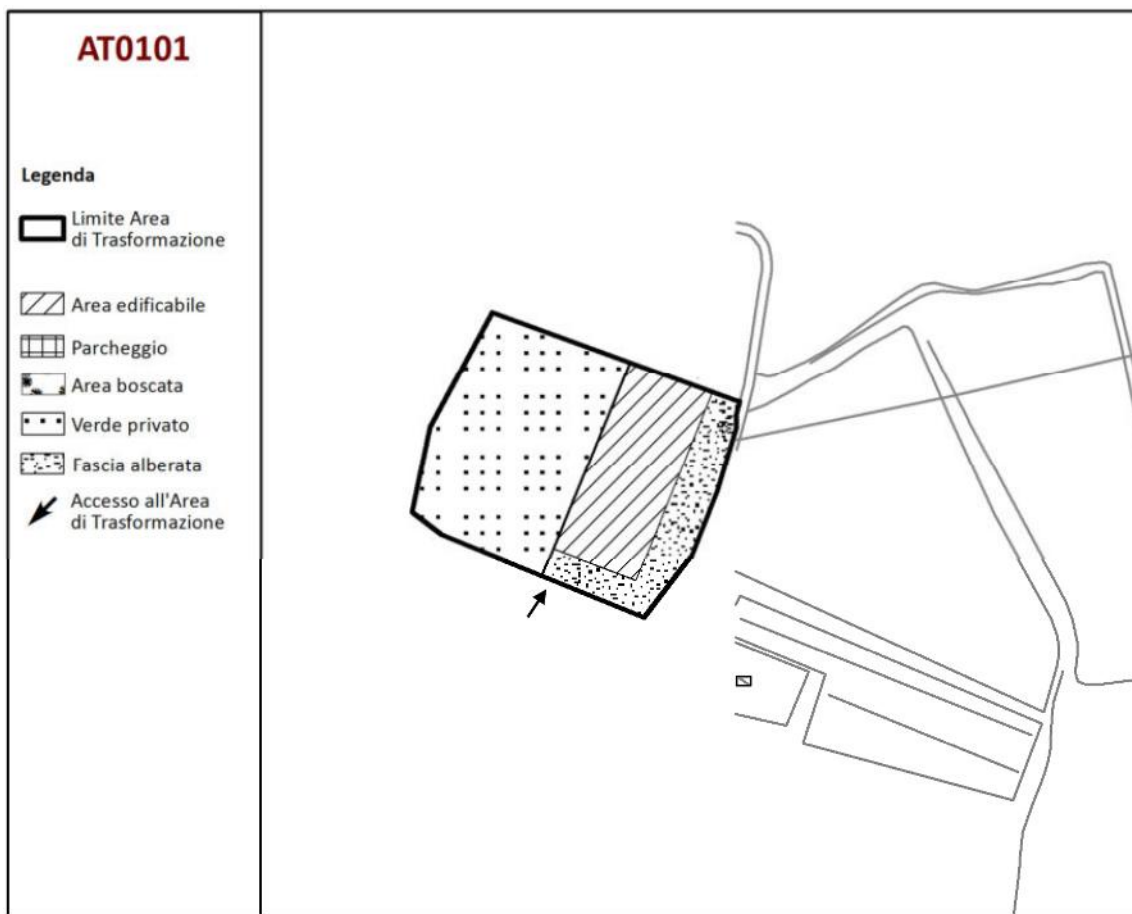 AT0101
Legenda
Limite Area
di Trasformazione
Area edificabile
Parcheggio
Area boscata
Verde privato
Fascia alberata
Accesso all'Area
di Trasformazione